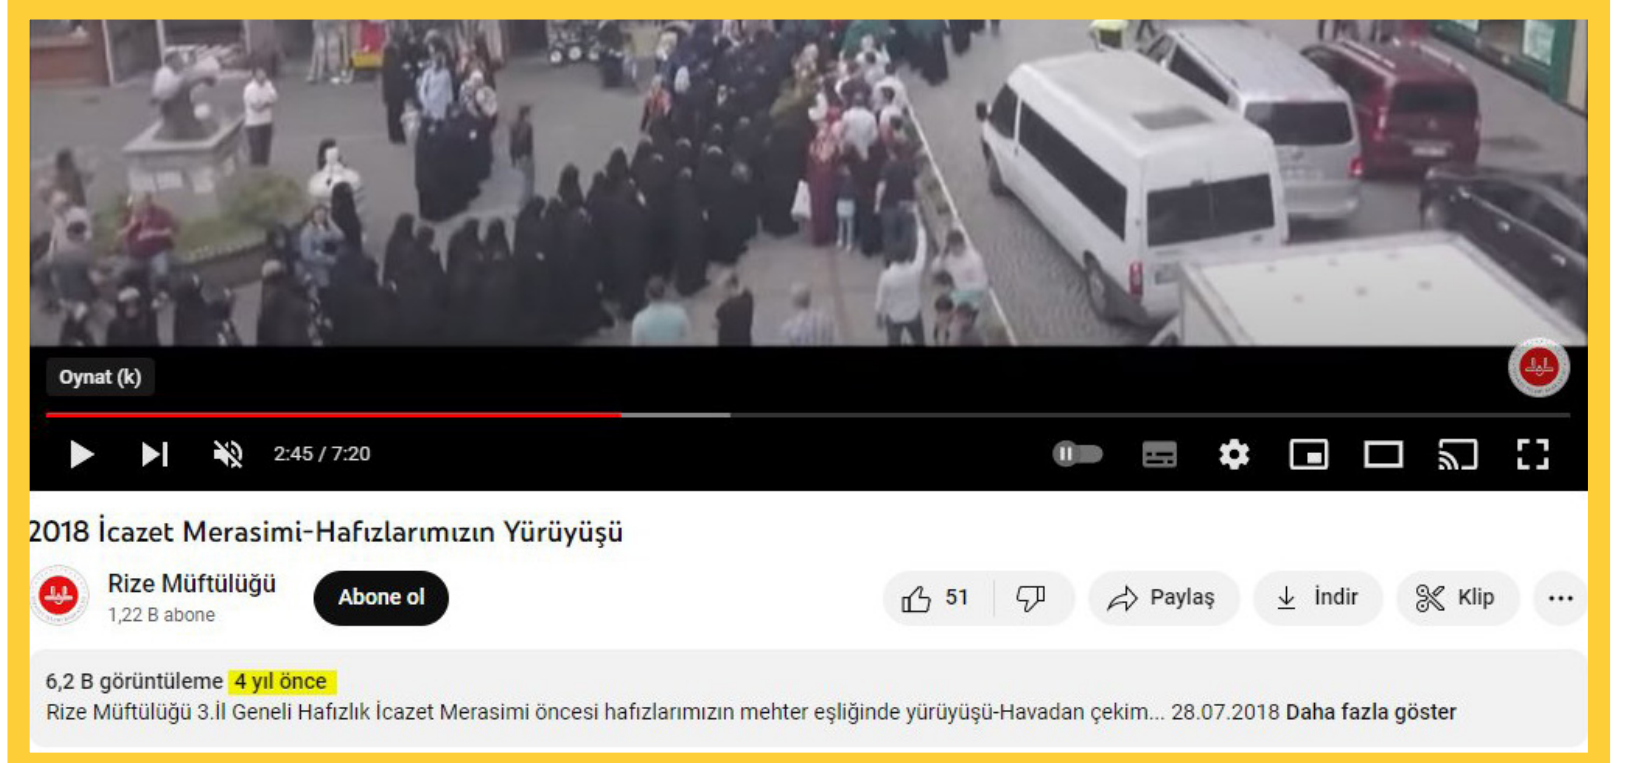 Oynat (k)
2:45 / 7:20
2018 İcazet Merasimi-Hafızlarımızın Yürüyüşü
Rize Müftülüğü
1,22 B abone
Abone ol
51
Paylaş
İndir
Klip
6,2 B görüntüleme 4 yıl önce
Rize Müftülüğü 3.İl Geneli Hafızlık İcazet Merasimi öncesi hafızlarımızın mehter eşliğinde yürüyüşü-Havadan çekim... 28.07.2018 Daha fazla göster